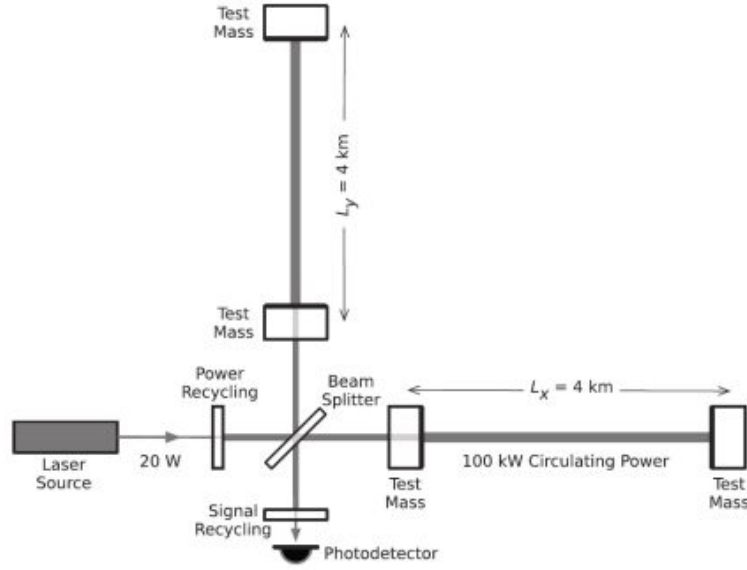 Test
Mass
L_y = 4 km
Test
Mass
Power
Recycling
Beam
Splitter
L_x = 4 km
Laser
Source
20 W
100 kW Circulating Power
Test
Mass
Test
Mass
Signal
Recycling
Photodetector